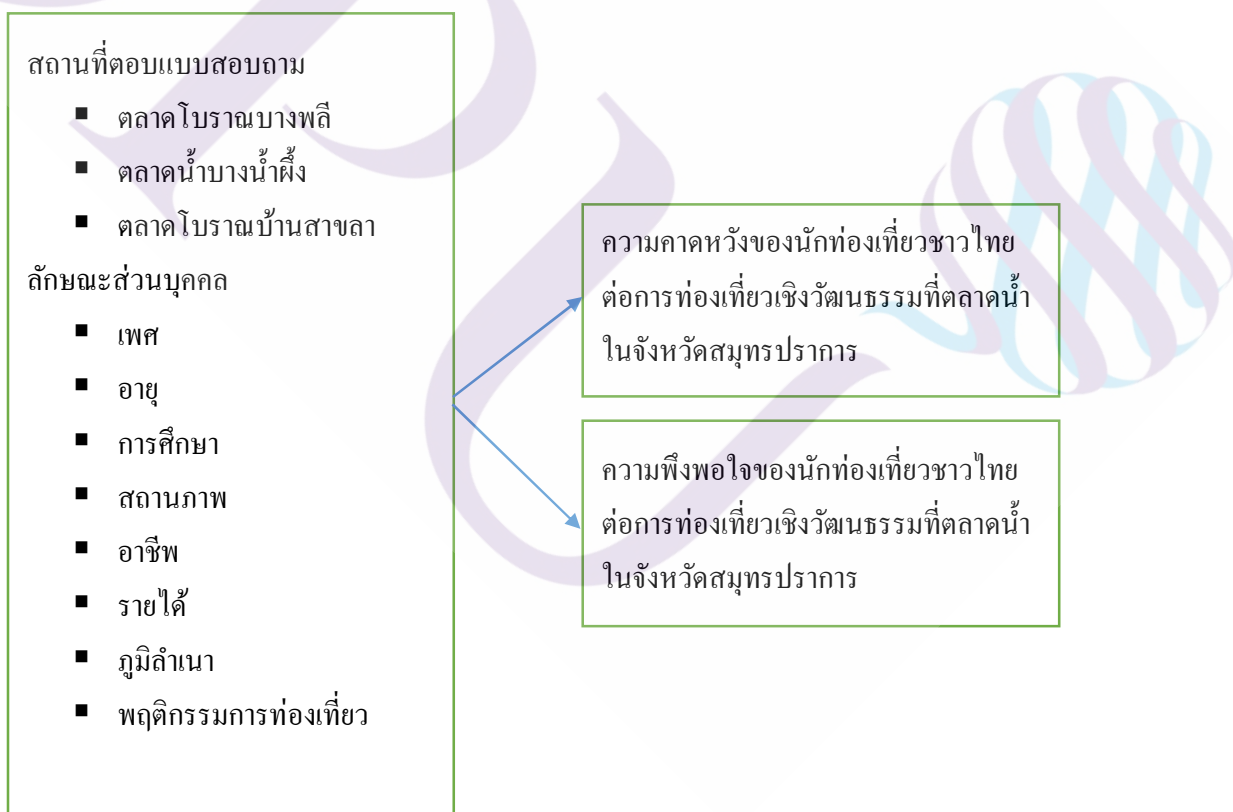 สถานที่ตอบแบบสอบถาม
▪ ตลาดโบราณบางพลี
▪ ตลาดน้ำบางน้ำผึ้ง
▪ ตลาดโบราณบ้านสาขลา
ลักษณะส่วนบุคคล
▪ เพศ
▪ อายุ
▪ การศึกษา
▪ สถานภาพ
▪ อาชีพ
▪ รายได้
▪ ภูมิลำเนา
▪ พฤติกรรมการท่องเที่ยว
ความคาดหวังของนักท่องเที่ยวชาวไทย
ต่อการท่องเที่ยวเชิงวัฒนธรรมที่ตลาดน้ำ
ในจังหวัดสมุทรปราการ
ความพึงพอใจของนักท่องเที่ยวชาวไทย
ต่อการท่องเที่ยวเชิงวัฒนธรรมที่ตลาดน้ำ
ในจังหวัดสมุทรปราการ